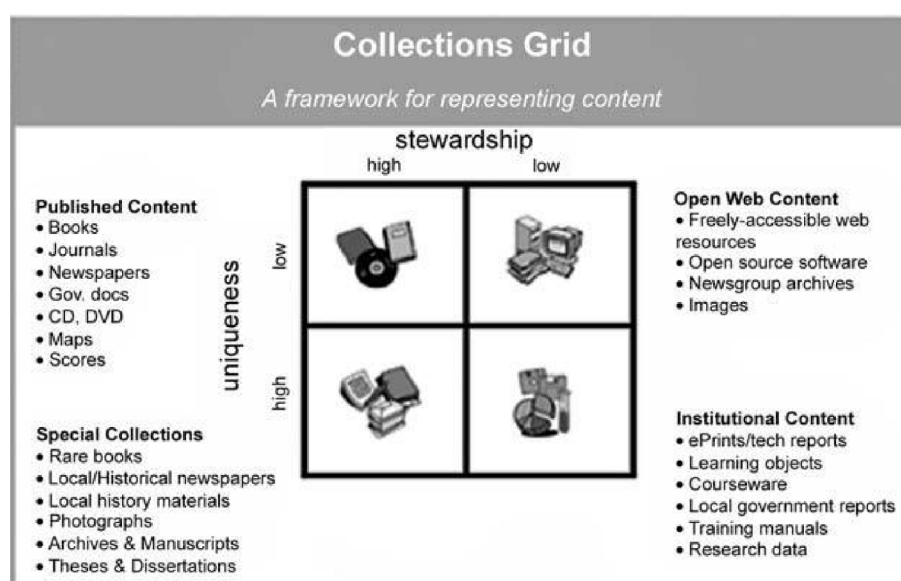 Collections Grid
A framework for representing content
stewardship
high
low
uniqueness
low
high
Published Content
• Books
• Journals
• Newspapers
• Gov. docs
• CD, DVD
• Maps
• Scores
Open Web Content
• Freely-accessible web
resources
• Open source software
• Newsgroup archives
• Images
Special Collections
• Rare books
• Local/Historical newspapers
• Local history materials
• Photographs
• Archives & Manuscripts
• Theses & Dissertations
Institutional Content
• ePrints/tech reports
• Learning objects
• Courseware
• Local government reports
• Training manuals
• Research data